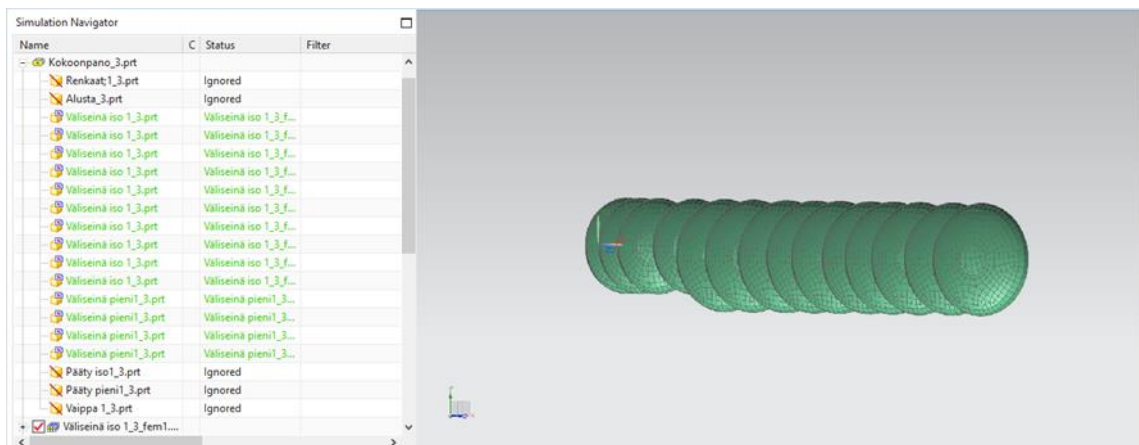 Simulation Navigator
Name C Status Filter
Kokoonpano_3.prt
Renkaat;1_3.prt Ignored
Alusta_3.prt Ignored
Väliseinä iso 1_3.prt Väliseinä iso 1_3_f...
Väliseinä iso 1_3.prt Väliseinä iso 1_3_f...
Väliseinä iso 1_3.prt Väliseinä iso 1_3_f...
Väliseinä iso 1_3.prt Väliseinä iso 1_3_f...
Väliseinä iso 1_3.prt Väliseinä iso 1_3_f...
Väliseinä iso 1_3.prt Väliseinä iso 1_3_f...
Väliseinä iso 1_3.prt Väliseinä iso 1_3_f...
Väliseinä iso 1_3.prt Väliseinä iso 1_3_f...
Väliseinä iso 1_3.prt Väliseinä iso 1_3_f...
Väliseinä iso 1_3.prt Väliseinä iso 1_3_f...
Väliseinä pieni1_3.prt Väliseinä pieni1_3...
Väliseinä pieni1_3.prt Väliseinä pieni1_3...
Väliseinä pieni1_3.prt Väliseinä pieni1_3...
Väliseinä pieni1_3.prt Väliseinä pieni1_3...
Pääty iso1_3.prt Ignored
Pääty pieni1_3.prt Ignored
Vaippa 1_3.prt Ignored
Väliseinä iso 1_3_fem1....